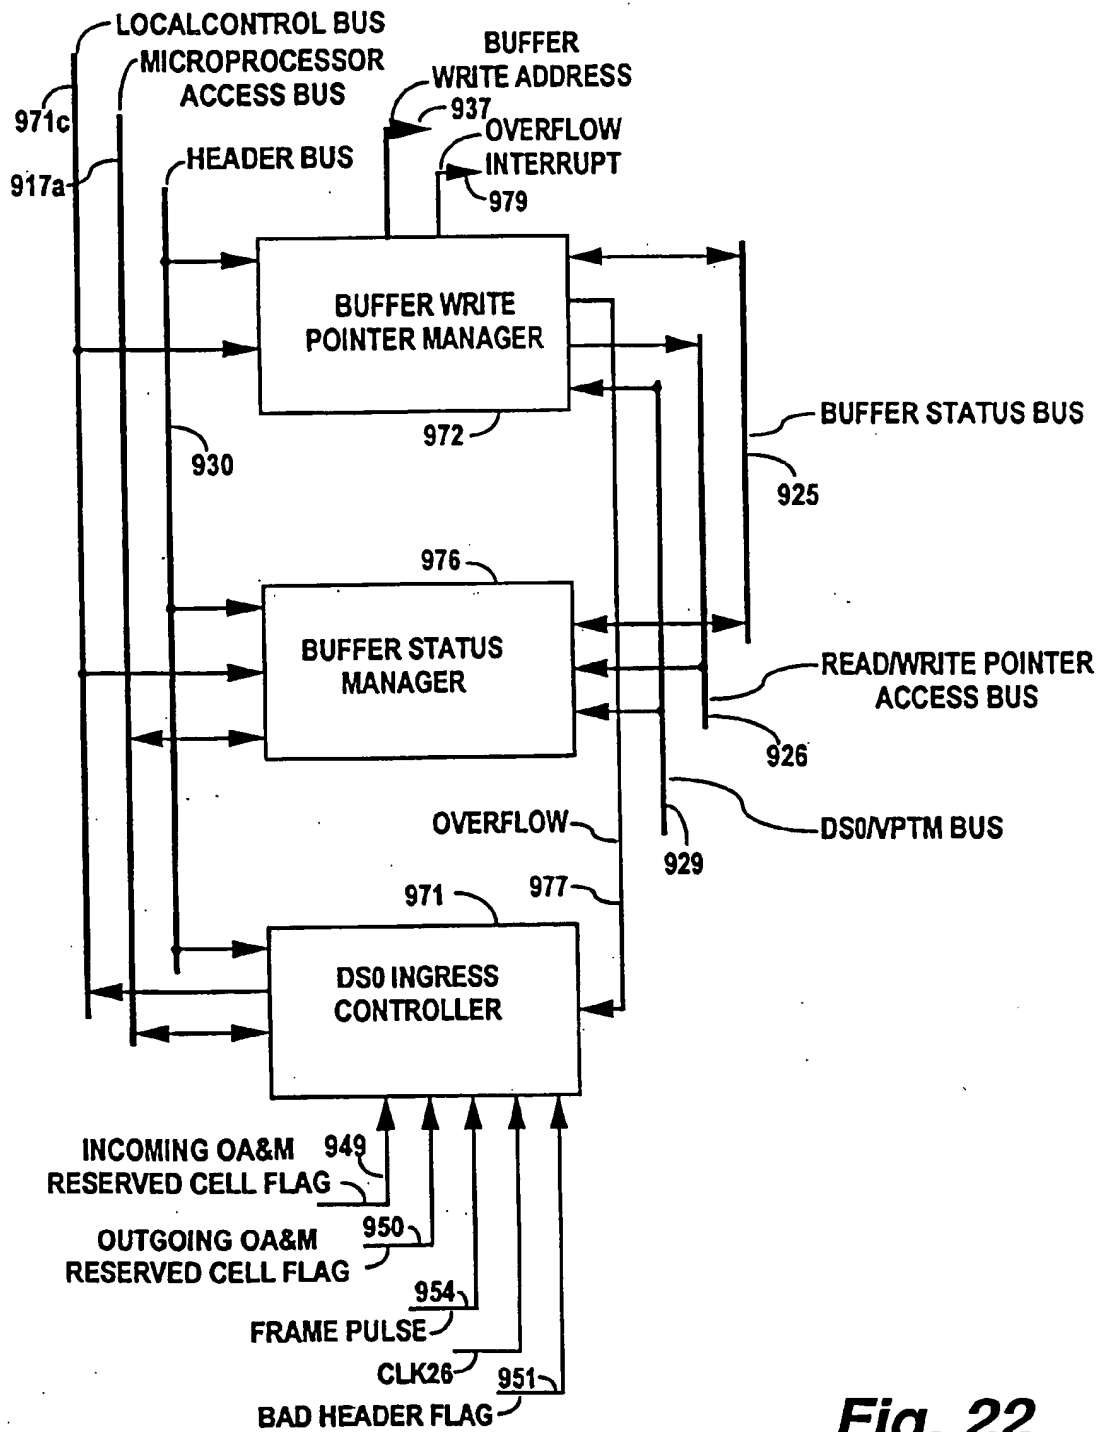 LOCALCONTROL BUS
MICROPROCESSOR
ACCESS BUS
971c
917a
HEADER BUS
BUFFER
WRITE ADDRESS
937
OVERFLOW
INTERRUPT
979
BUFFER WRITE
POINTER MANAGER
972
930
BUFFER STATUS BUS
925
976
BUFFER STATUS
MANAGER
READ/WRITE POINTER
ACCESS BUS
926
OVERFLOW
DS0/VPTM BUS
929
977
971
DS0 INGRESS
CONTROLLER
INCOMING OA&M
RESERVED CELL FLAG
949
OUTGOING OA&M
RESERVED CELL FLAG
950
954
FRAME PULSE
CLK26
951
BAD HEADER FLAG
Fig. 22